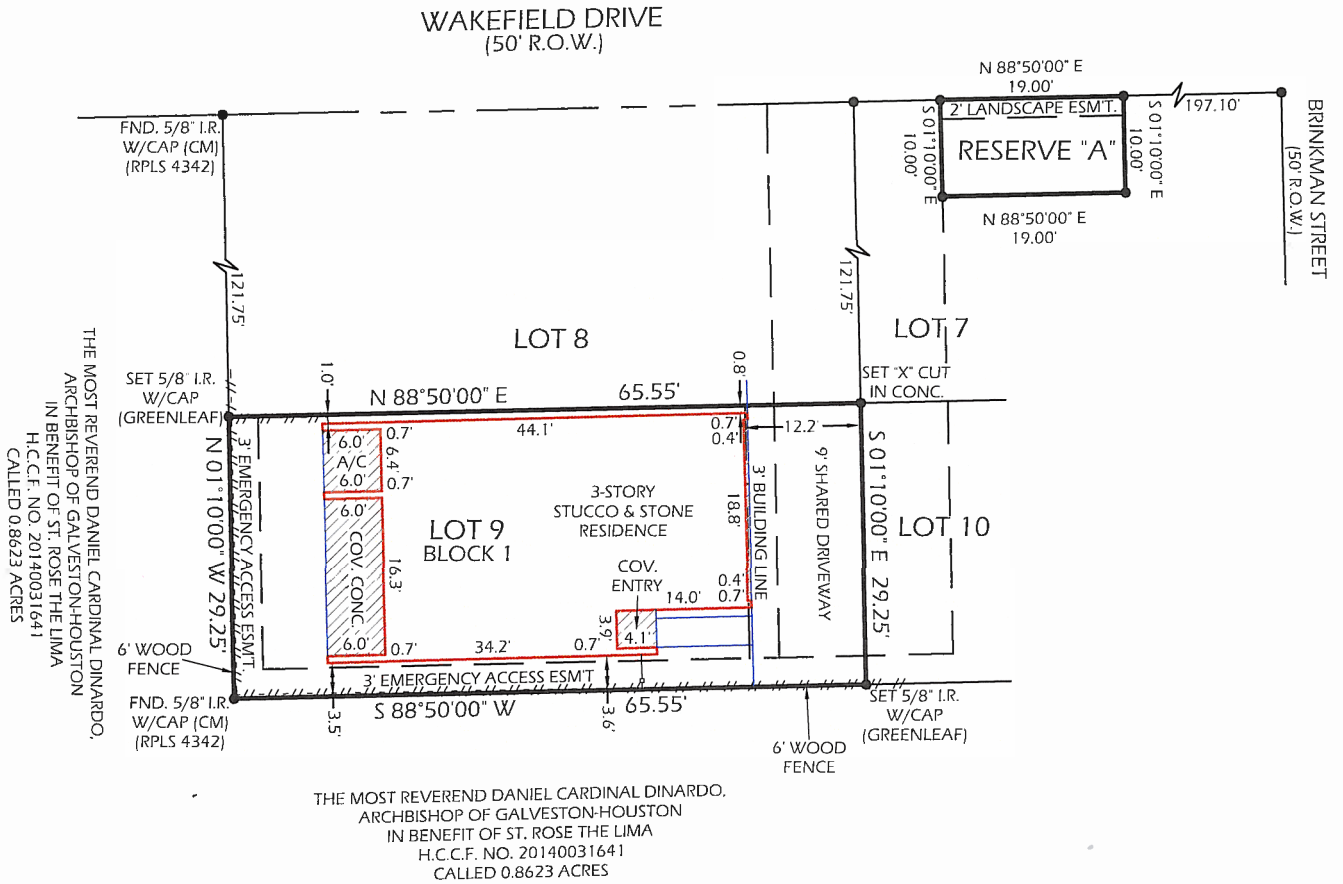 WAKEFIELD DRIVE
(50' R.O.W.)
N 88°50'00" E
19.00'
2' LANDSCAPE ESM'T.
RESERVE "A"
S 01°10'00" E
10.00'
S 01°10'00" E
10.00'
N 88°50'00" E
19.00'
197.10'
BRINKMAN STREET
(50' R.O.W.)
FND. 5/8" I.R.
W/CAP (CM)
(RPLS 4342)
121.75'
121.75'
LOT 8
LOT 7
SET 5/8" I.R.
W/CAP
(GREENLEAF)
1.0'
N 88°50'00" E
65.55'
0.8'
SET "X" CUT
IN CONC.
THE MOST REVEREND DANIEL CARDINAL DINARDO,
ARCHBISHOP OF GALVESTON-HOUSTON
IN BENEFIT OF ST. ROSE THE LIMA
H.C.C.F. NO. 20140031641
CALLED 0.8623 ACRES
N 01°10'00" W 29.25'
3' EMERGENCY ACCESS ESM'T.
6.0'
A/C
6.0'
0.7'
6.4'
0.7'
44.1'
0.7'
0.4'
12.2'
6.0'
COV. CONC.
16.3'
6.0'
LOT 9
BLOCK 1
3-STORY
STUCCO & STONE
RESIDENCE
18.8'
3' BUILDING LINE
9' SHARED DRIVEWAY
S 01°10'00" E 29.25'
LOT 10
COV.
ENTRY
14.0'
0.4'
0.7'
3.9'
4.1'
0.7'
34.2'
0.7'
6' WOOD
FENCE
3' EMERGENCY ACCESS ESM'T
FND. 5/8" I.R.
W/CAP (CM)
(RPLS 4342)
3.5'
S 88°50'00" W
3.6'
65.55'
SET 5/8" I.R.
W/CAP
(GREENLEAF)
6' WOOD
FENCE
THE MOST REVEREND DANIEL CARDINAL DINARDO,
ARCHBISHOP OF GALVESTON-HOUSTON
IN BENEFIT OF ST. ROSE THE LIMA
H.C.C.F. NO. 20140031641
CALLED 0.8623 ACRES